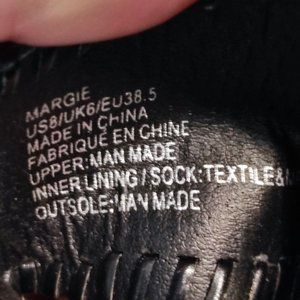 MARGIE
US8/UK6/EU38.5
MADE IN CHINA
FABRIQUÉ EN CHINE
UPPER:MAN MADE
INNER LINING / SOCK:TEXTILE&
OUTSOLE:MAN MADE